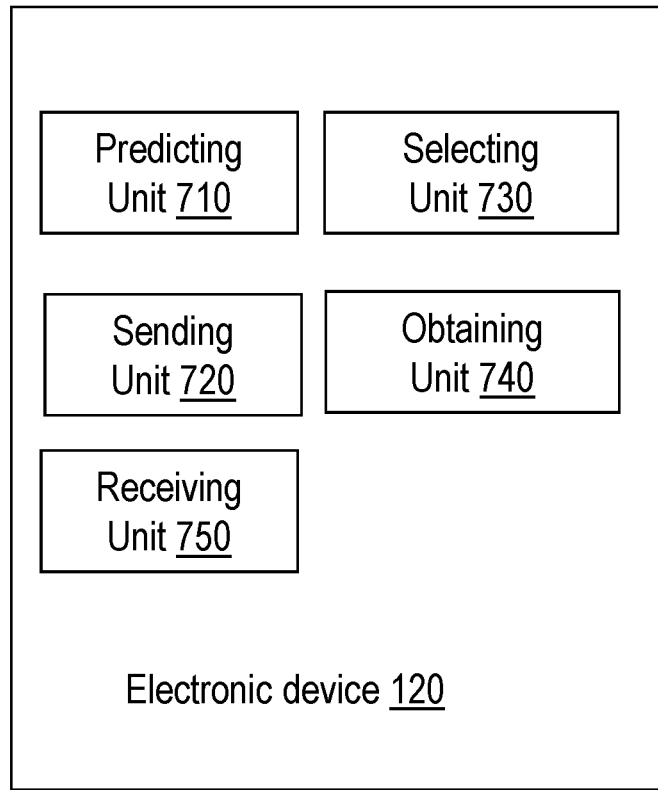 Predicting
Unit 710
Selecting
Unit 730
Sending
Unit 720
Obtaining
Unit 740
Receiving
Unit 750
Electronic device 120